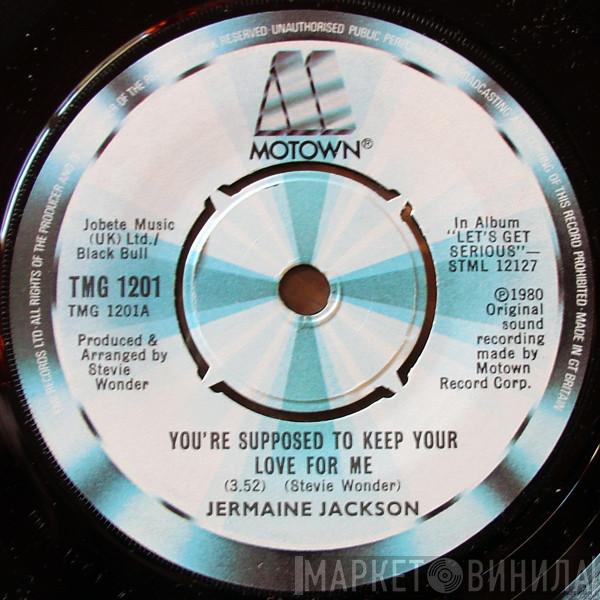 MOTOWN®
Jobete Music
(UK) Ltd./
Black Bull
TMG 1201
TMG 1201A
Produced &
Arranged by
Stevie
Wonder
In Album
"LET'S GET
SERIOUS"—
STML 12127
℗1980
Original
sound
recording
made by
Motown
Record Corp.
YOU'RE SUPPOSED TO KEEP YOUR
LOVE FOR ME
(3.52) (Stevie Wonder)
JERMAINE JACKSON
RECORDS LTD·ALL RIGHTS OF THE PRODUCER AND
RESERVED·UNAUTHORISED PUBLIC
OF THIS RECORD PROHIBITED·MADE IN GT BRITAIN
МАРКЕТ ВИНИЛА